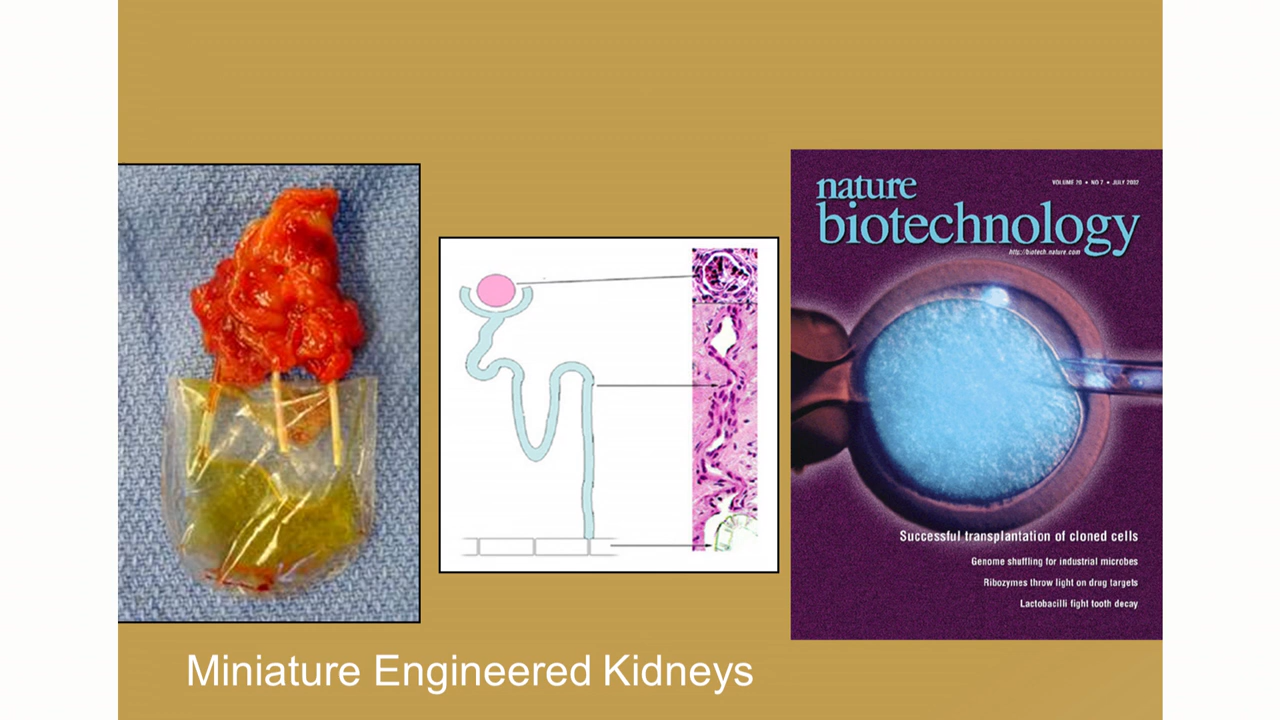 nature
VOLUME 20 • NO 7 • JULY 2002
biotechnology
http://biotech.nature.com
Successful transplantation of cloned cells
Genome shuffling for industrial microbes
Ribozymes throw light on drug targets
Lactobacilli fight tooth decay
Miniature Engineered Kidneys